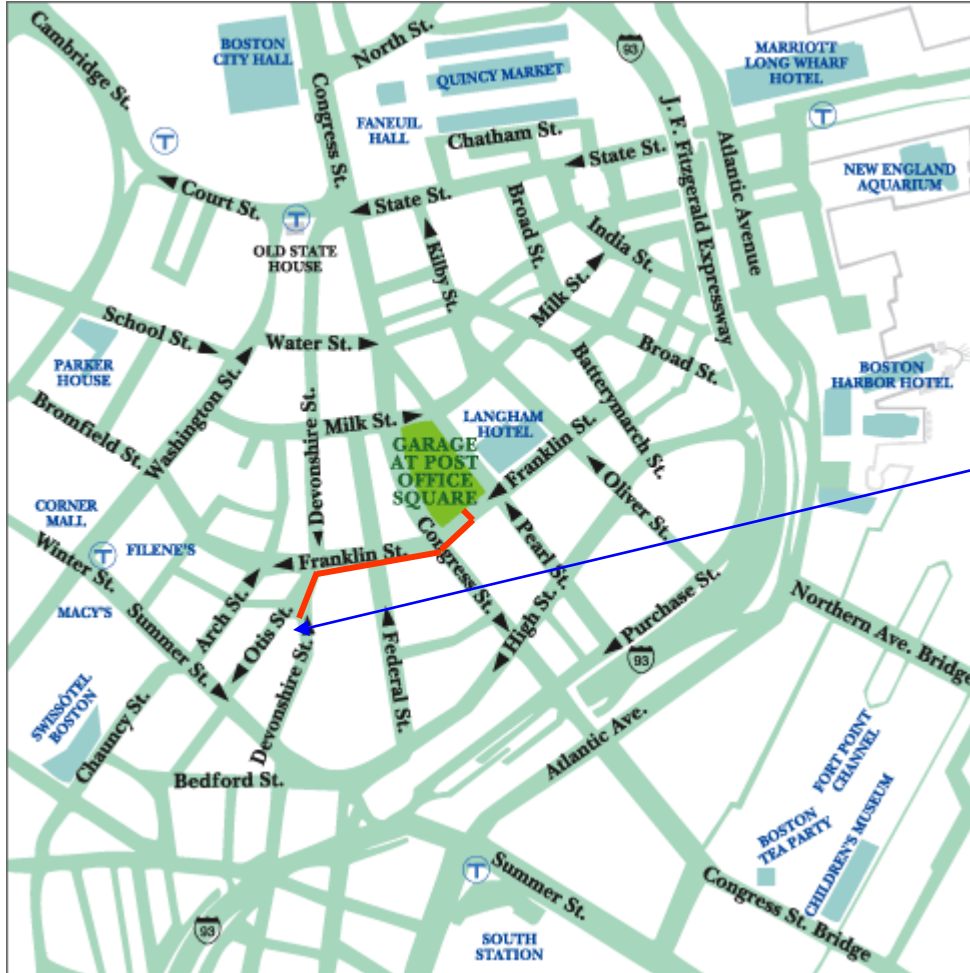 Cambridge St.
BOSTON
CITY HALL
North St.
Congress St.
QUINCY MARKET
FANEUIL
HALL
Chatham St.
93
J. F. Fitzgerald Expressway
MARRIOTT
LONG WHARF
HOTEL
T
Atlantic Avenue
NEW ENGLAND
AQUARIUM
T
Court St.
T
OLD STATE
HOUSE
State St.
State St.
Kilby St.
Broad St.
India St.
Milk St.
School St.
PARKER
HOUSE
Water St.
Washington St.
Bromfield St.
Devonshire St.
Milk St.
GARAGE
AT POST
OFFICE
SQUARE
LANGHAM
HOTEL
Franklin St.
Batterymarch St.
Broad St.
BOSTON
HARBOR HOTEL
Oliver St.
CORNER
MALL
T
FILENE'S
Winter St.
MACY'S
Summer St.
Arch St.
Franklin St.
Otis St.
Congress St.
Pearl St.
High St.
Purchase St.
93
Northern Ave. Bridge
SWISSÔTEL
BOSTON
Chauncy St.
Devonshire St.
Federal St.
Bedford St.
Atlantic Ave.
FORT POINT
CHANNEL
BOSTON
TEA PARTY
CHILDREN'S MUSEUM
T
Summer St.
Congress St. Bridge
93
SOUTH
STATION